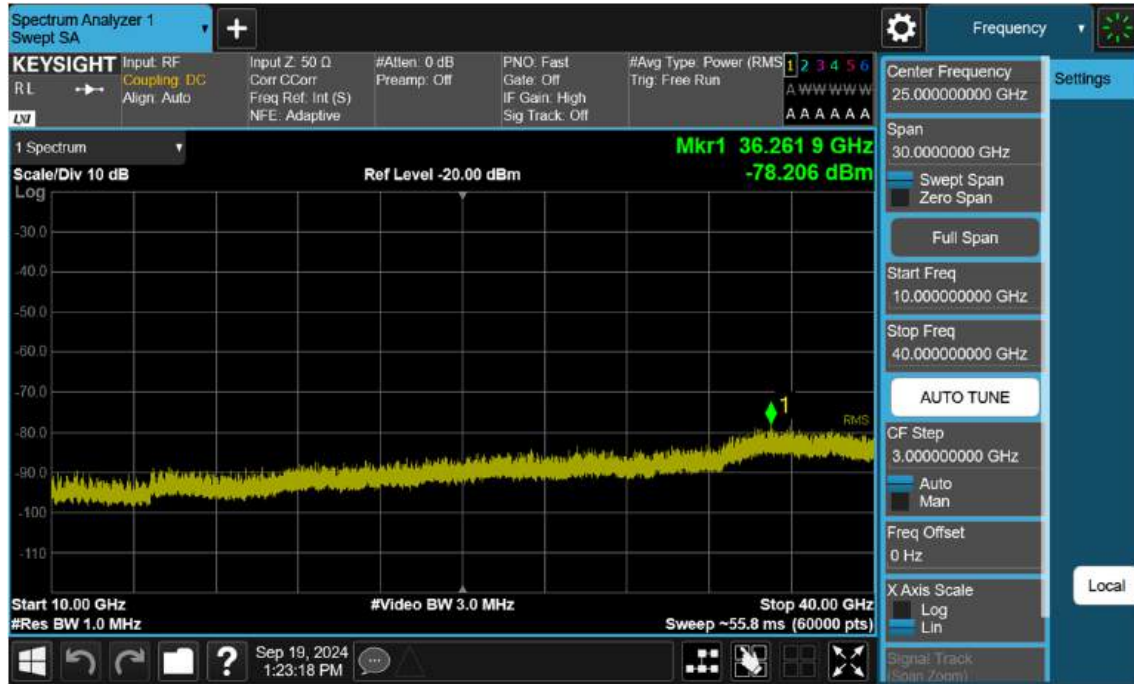 Spectrum Analyzer 1
Swept SA
+
Frequency
KEYSIGHT
RL
LXI
Input: RF
Coupling: DC
Align: Auto
Input Z: 50 Ω
Corr CCorr
Freq Ref: Int (S)
NFE: Adaptive
#Atten: 0 dB
Preamp: Off
PNO: Fast
Gate: Off
IF Gain: High
Sig Track: Off
#Avg Type: Power (RMS
Trig: Free Run
1 2 3 4 5 6
A W W W W W
A A A A A A
1 Spectrum
Scale/Div 10 dB
Ref Level -20.00 dBm
Mkr1 36.261 9 GHz
-78.206 dBm
Log
-30.0
-40.0
-50.0
-60.0
-70.0
-80.0
-90.0
-100
-110
1
RMS
Start 10.00 GHz
#Res BW 1.0 MHz
#Video BW 3.0 MHz
Stop 40.00 GHz
Sweep ~55.8 ms (60000 pts)
Center Frequency
25.000000000 GHz
Settings
Span
30.0000000 GHz
Swept Span
Zero Span
Full Span
Start Freq
10.000000000 GHz
Stop Freq
40.000000000 GHz
AUTO TUNE
CF Step
3.000000000 GHz
Auto
Man
Freq Offset
0 Hz
X Axis Scale
Log
Lin
Local
Signal Track
(Span Zoom)
?
Sep 19, 2024
1:23:18 PM